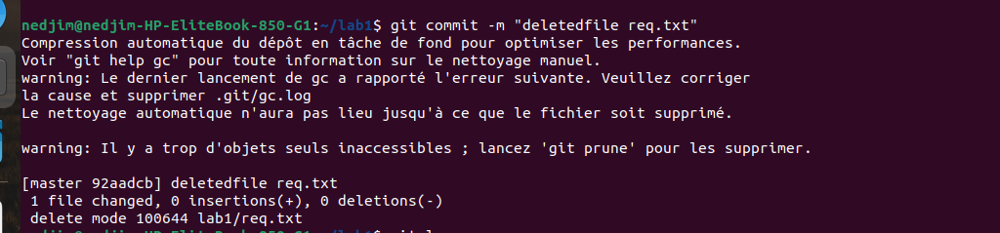 nedjim@nedjim-HP-EliteBook-850-G1:~/lab1$ git commit -m "deletedfile req.txt"
Compression automatique du dépôt en tâche de fond pour optimiser les performances.
Voir "git help gc" pour toute information sur le nettoyage manuel.
warning: Le dernier lancement de gc a rapporté l'erreur suivante. Veuillez corriger
la cause et supprimer .git/gc.log
Le nettoyage automatique n'aura pas lieu jusqu'à ce que le fichier soit supprimé.
warning: Il y a trop d'objets seuls inaccessibles ; lancez 'git prune' pour les supprimer.
[master 92aadcb] deletedfile req.txt
1 file changed, 0 insertions(+), 0 deletions(-)
delete mode 100644 lab1/req.txt